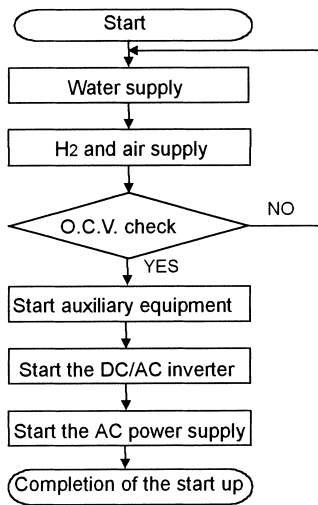 Start
Water supply
H2 and air supply
O.C.V. check
NO
YES
Start auxiliary equipment
Start the DC/AC inverter
Start the AC power supply
Completion of the start up